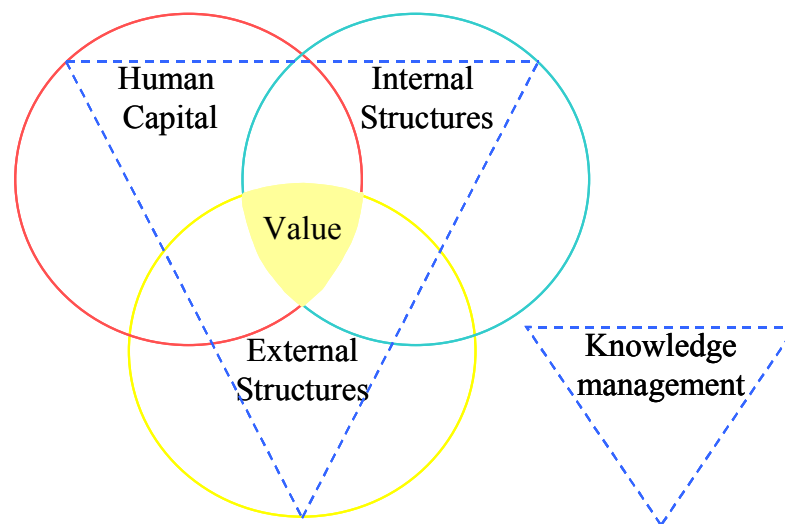 Human
Capital
Internal
Structures
Value
External
Structures
Knowledge
management